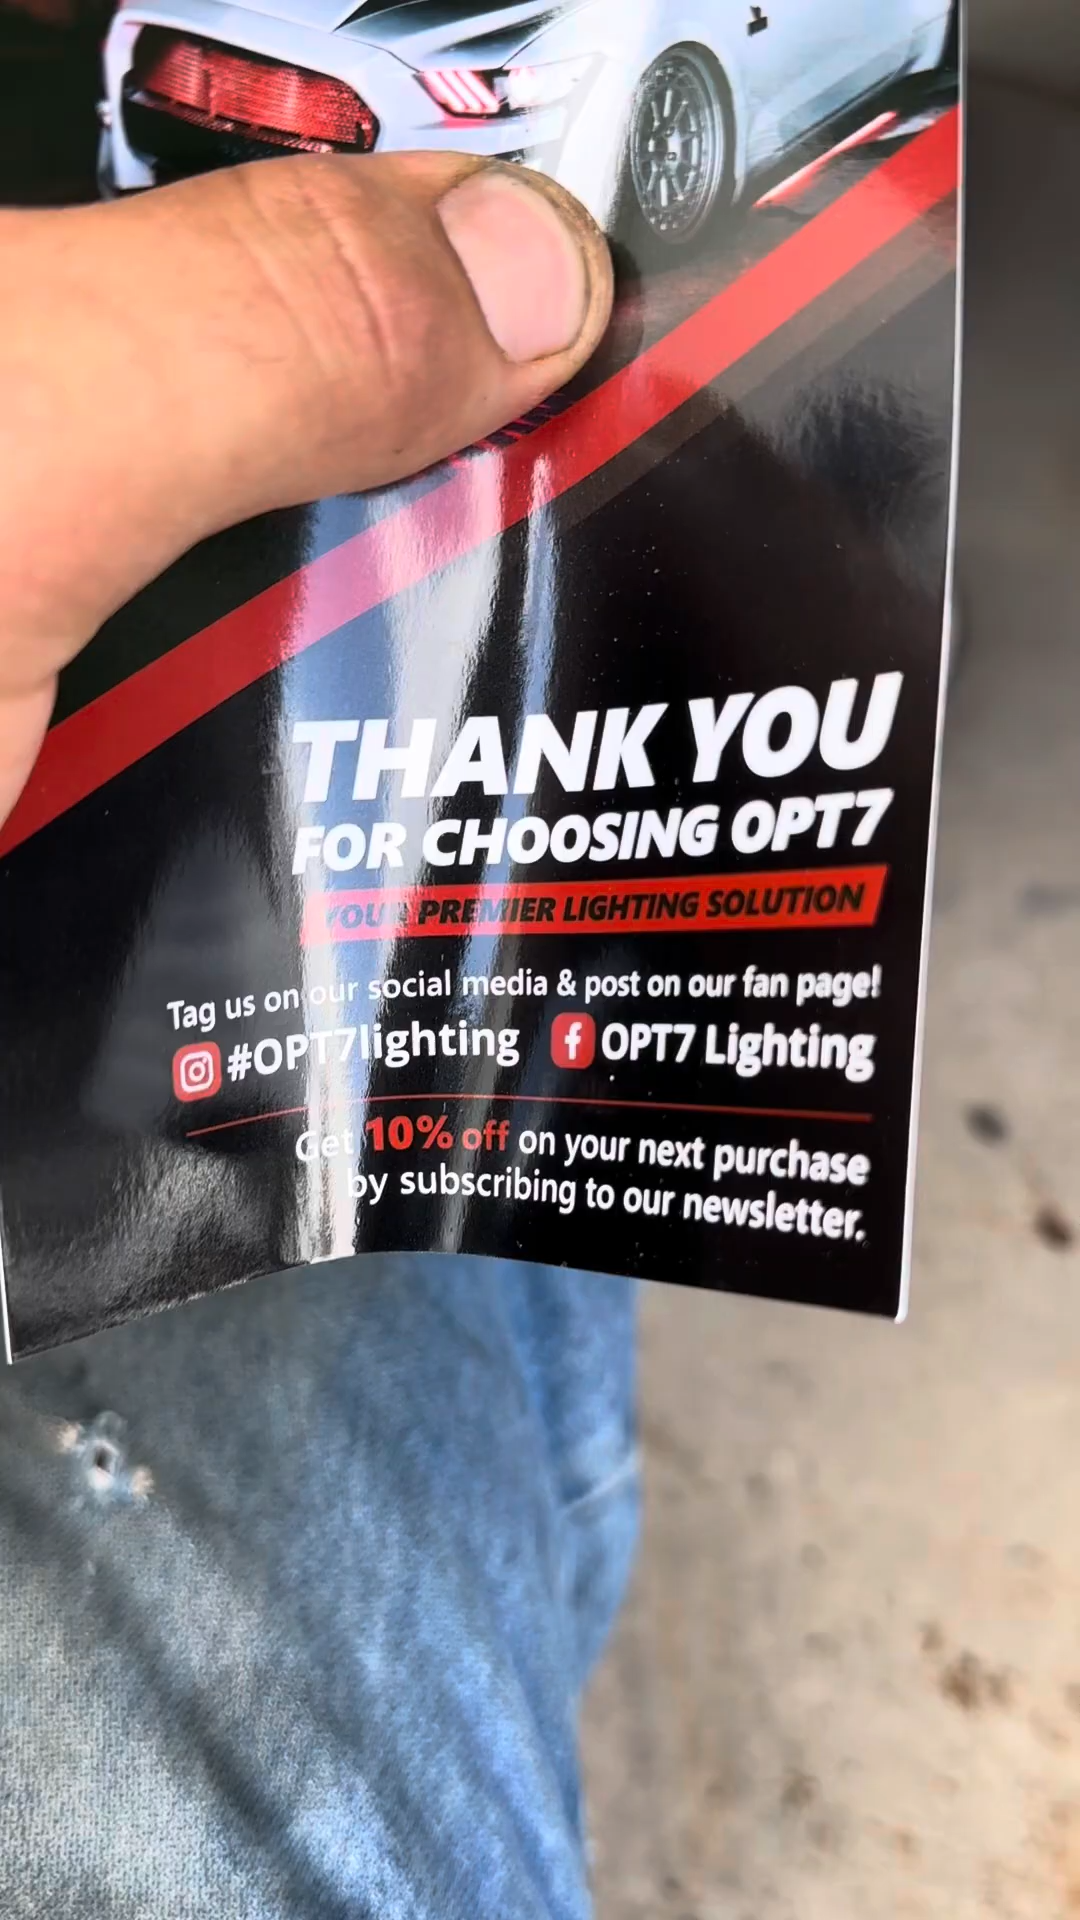 THANK YOU
FOR CHOOSING OPT7
YOUR PREMIER LIGHTING SOLUTION
Tag us on our social media & post on our fan page!
#OPT7lighting OPT7 Lighting
Get 10% off on your next purchase
by subscribing to our newsletter.